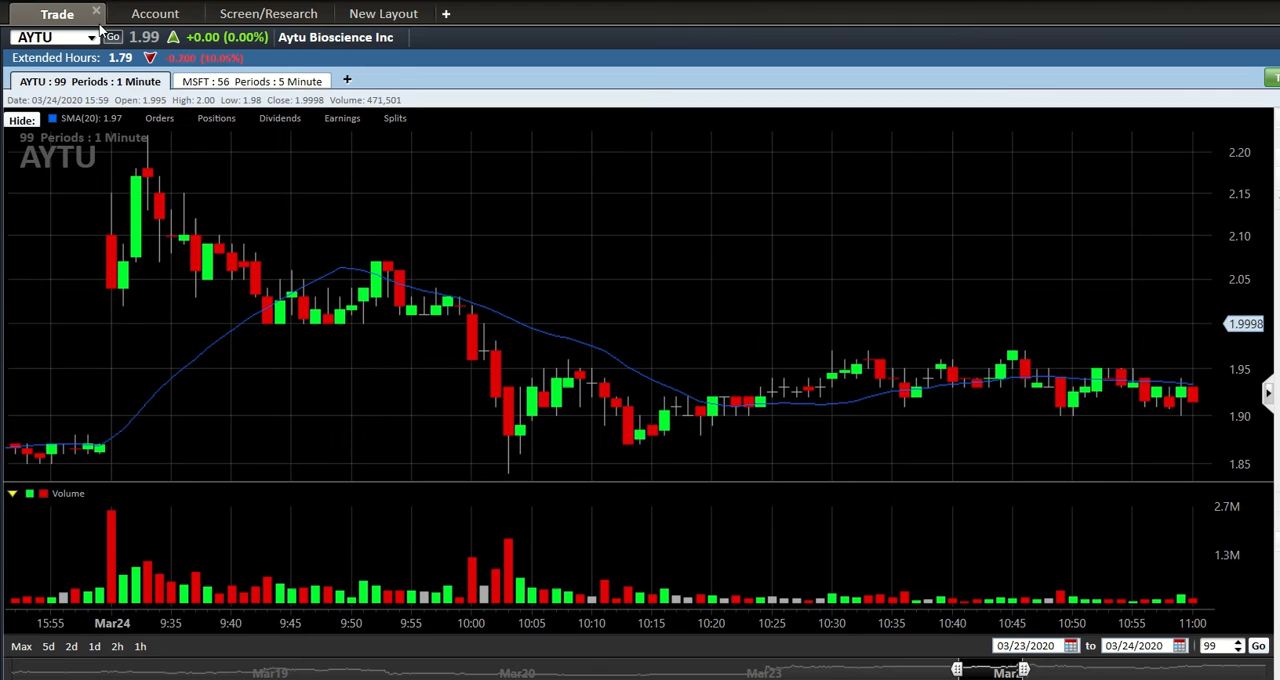 Trade Account Screen/Research New Layout +
AYTU Go 1.99 +0.00 (0.00%) Aytu Bioscience Inc
Extended Hours: 1.79 -0.200 (10.05%)
AYTU : 99 Periods : 1 Minute MSFT : 56 Periods : 5 Minute +
Date: 03/24/2020 15:59 Open: 1.995 High: 2.00 Low: 1.98 Close: 1.9998 Volume: 471,501
Hide: SMA(20): 1.97 Orders Positions Dividends Earnings Splits
99 Periods : 1 Minute
AYTU
2.20
2.15
2.10
2.05
1.9998
1.95
1.90
1.85
Volume
2.7M
1.3M
15:55 Mar24 9:35 9:40 9:45 9:50 9:55 10:00 10:05 10:10 10:15 10:20 10:25 10:30 10:35 10:40 10:45 10:50 10:55 11:00
Max 5d 2d 1d 2h 1h 03/23/2020 to 03/24/2020 99 Go
Mar19 Mar20 Mar23